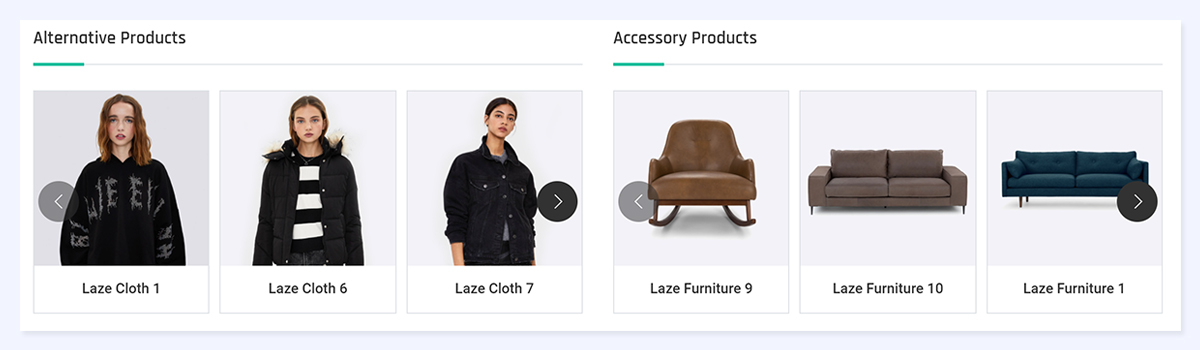 Alternative Products
Accessory Products
Laze Cloth 1
Laze Cloth 6
Laze Cloth 7
Laze Furniture 9
Laze Furniture 10
Laze Furniture 1